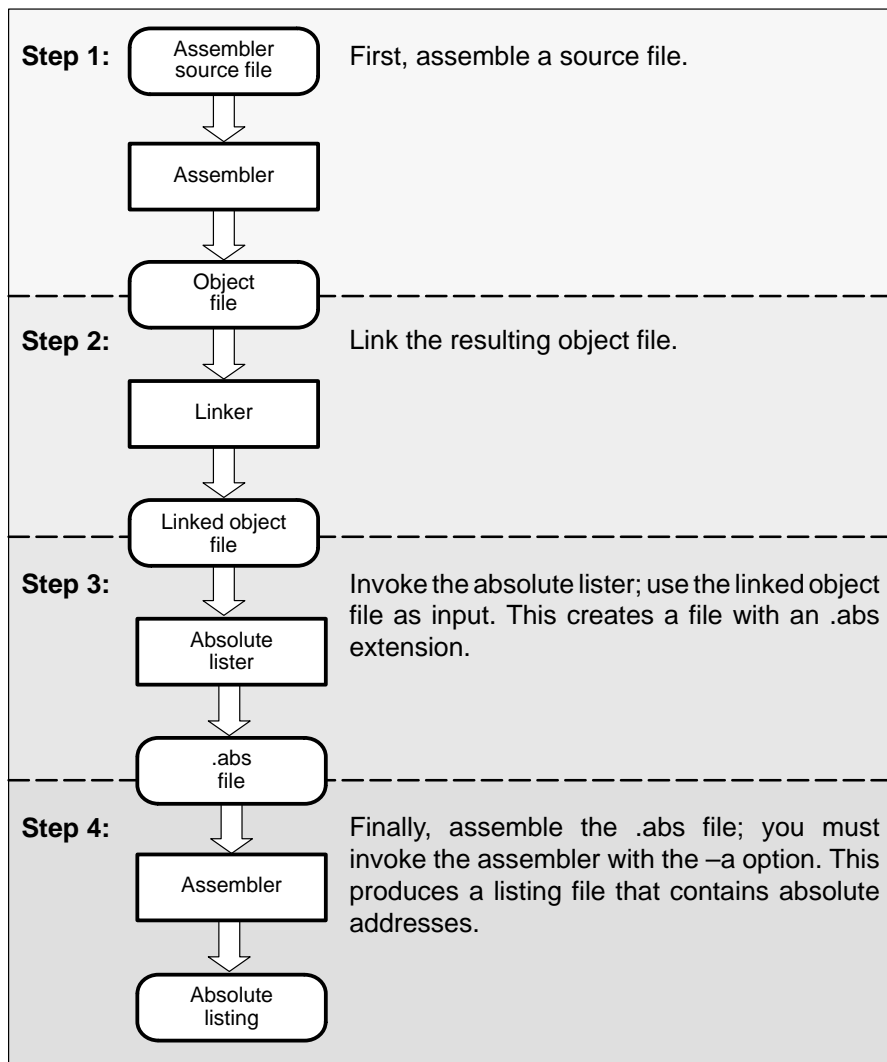 Step 1:
Assembler
source file
First, assemble a source file.
Assembler
Object
file
Step 2:
Link the resulting object file.
Linker
Linked object
file
Step 3:
Invoke the absolute lister; use the linked object
file as input. This creates a file with an .abs
extension.
Absolute
lister
.abs
file
Step 4:
Finally, assemble the .abs file; you must
invoke the assembler with the –a option. This
produces a listing file that contains absolute
addresses.
Assembler
Absolute
listing